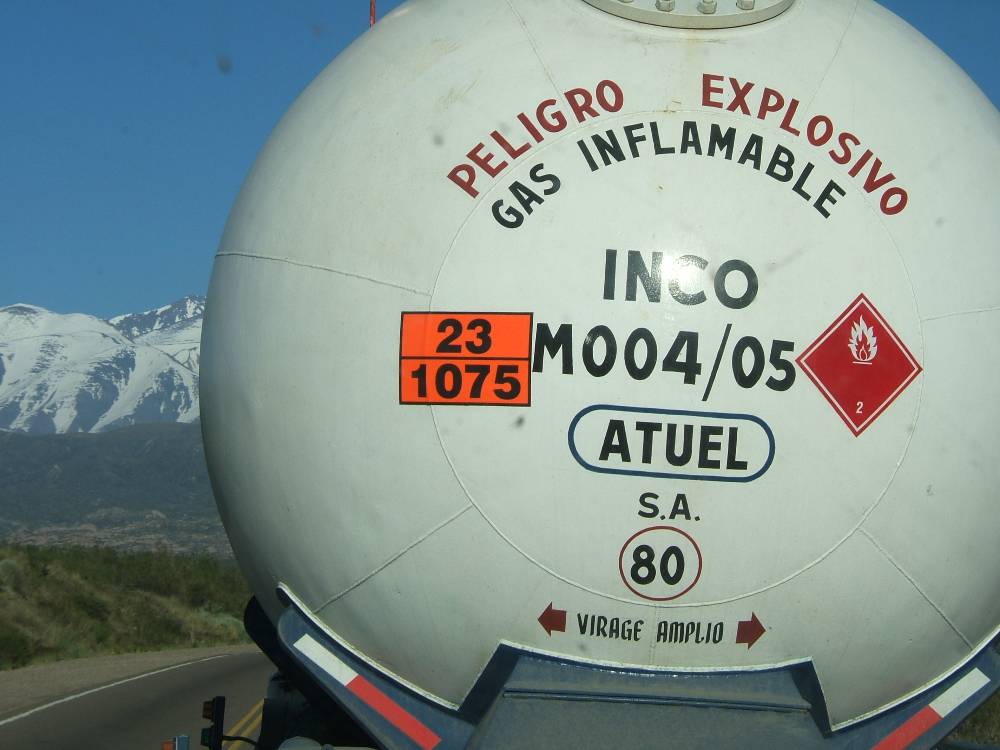 PELIGRO EXPLOSIVO
GAS INFLAMABLE
INCO
23
1075
M004/05
2
ATUEL
S.A.
80
VIRAGE AMPLIO